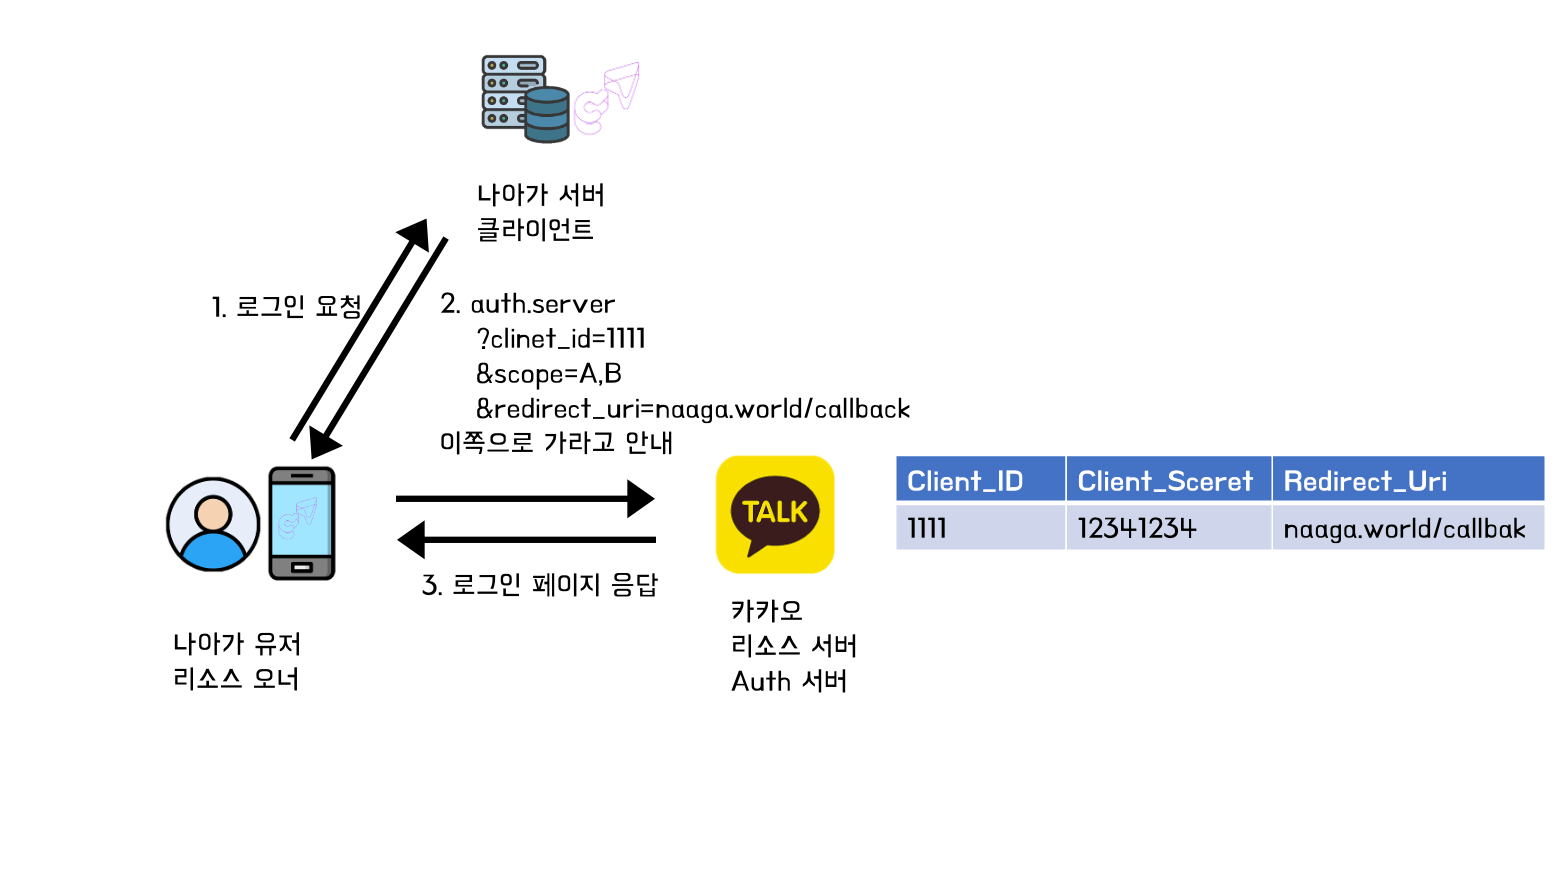 나아가 서버
클라이언트
1. 로그인 요청
2. auth.server
?clinet_id=1111
&scope=A,B
&redirect_uri=naaga.world/callback
이쪽으로 가라고 안내
TALK
3. 로그인 페이지 응답
나아가 유저
리소스 오너
카카오
리소스 서버
Auth 서버
Client_ID Client_Sceret Redirect_Uri
1111 12341234 naaga.world/callbak